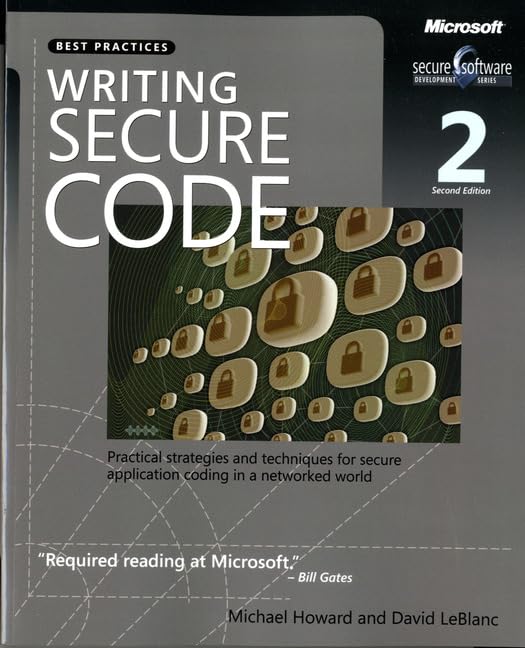 BEST PRACTICES
WRITING
SECURE
CODE
Microsoft
secure software
DEVELOPMENT SERIES
2
Second Edition
Practical strategies and techniques for secure
application coding in a networked world
“Required reading at Microsoft.”
– Bill Gates
Michael Howard and David LeBlanc